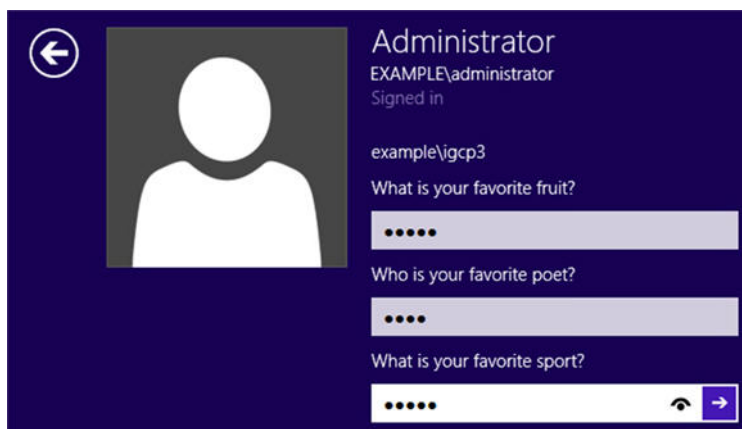 Administrator
EXAMPLE\administrator
Signed in
example\igcp3
What is your favorite fruit?
•••••
Who is your favorite poet?
••••
What is your favorite sport?
•••••